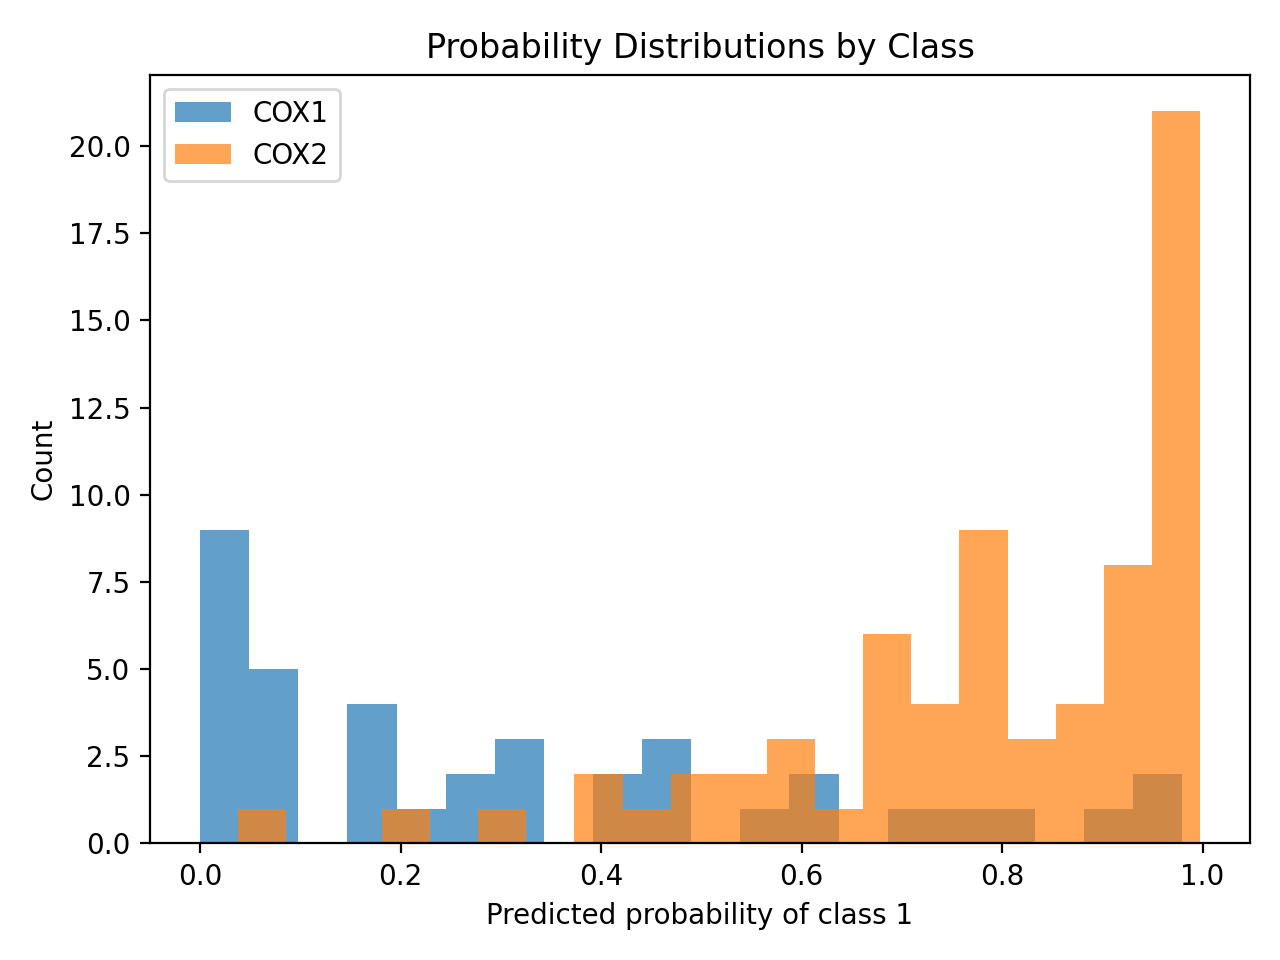 Probability Distributions by Class
COX1
COX2
20.0
17.5
15.0
12.5
10.0
7.5
5.0
2.5
0.0
Count
0.0 0.2 0.4 0.6 0.8 1.0
Predicted probability of class 1